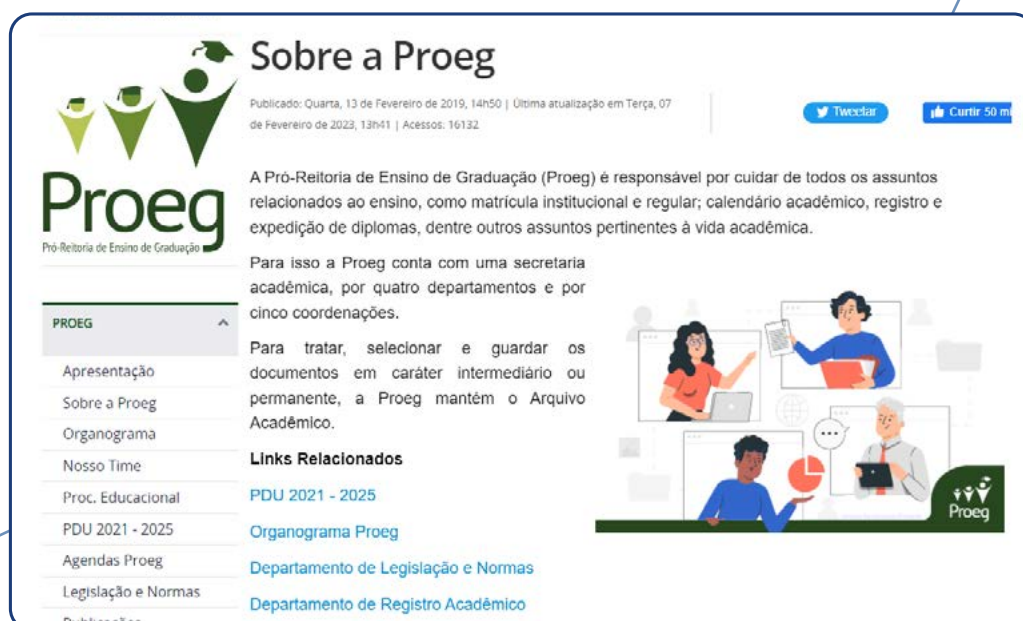 Sobre a Proeg
Publicado: Quarta, 13 de Fevereiro de 2019, 14h50 | Última atualização em Terça, 07
de Fevereiro de 2023, 13h41 | Acessos: 16132
Tweetar
Curtir 50 mi
Proeg
Pró-Reitoria de Ensino de Graduação
A Pró-Reitoria de Ensino de Graduação (Proeg) é responsável por cuidar de todos os assuntos
relacionados ao ensino, como matrícula institucional e regular; calendário acadêmico, registro e
expedição de diplomas, dentre outros assuntos pertinentes à vida acadêmica.
Para isso a Proeg conta com uma secretaria
acadêmica, por quatro departamentos e por
cinco coordenações.
Para tratar, selecionar e guardar os
documentos em caráter intermediário ou
permanente, a Proeg mantém o Arquivo
Acadêmico.
Links Relacionados
PDU 2021 - 2025
Organograma Proeg
Departamento de Legislação e Normas
Departamento de Registro Acadêmico
PROEG
Apresentação
Sobre a Proeg
Organograma
Nosso Time
Proc. Educacional
PDU 2021 - 2025
Agendas Proeg
Legislação e Normas
Proeg